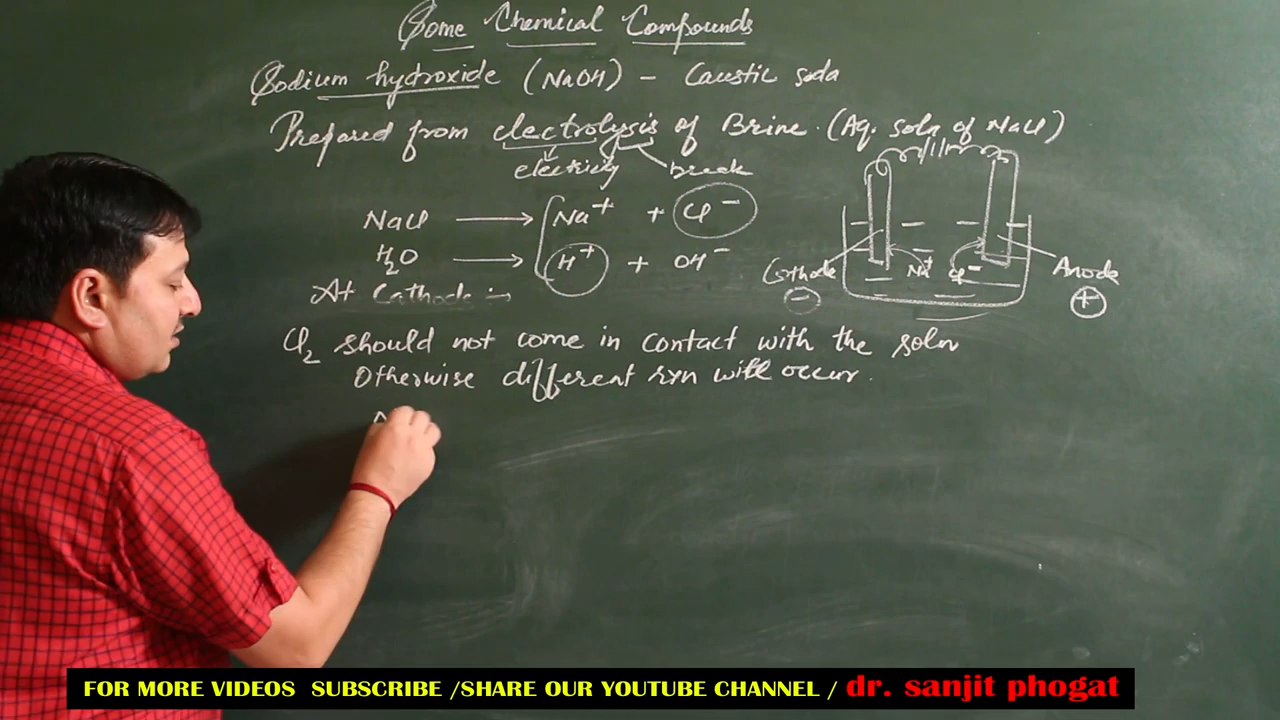 Some Chemical Compounds
Sodium hydroxide (NaOH) - Caustic soda
Prepared from electrolysis of Brine. (Aq. soln of NaCl)
electricity break
NaCl → Na⁺ + Cl⁻
H₂O → H⁺ + OH⁻
Cathode
-
Na⁺ Cl⁻
Anode
+
At Cathode :-
Cl₂ should not come in contact with the soln
Otherwise different rxn will occur.
FOR MORE VIDEOS SUBSCRIBE /SHARE OUR YOUTUBE CHANNEL / dr. sanjit phogat